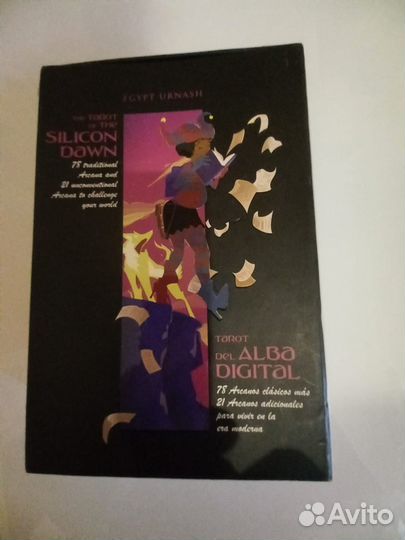 EGYPT URNASH
THE TAROT
OF THE
SILICON
DAWN
78 traditional
Arcana and
21 unconventional
Arcana to challenge
your world
TAROT
DEL ALBA
DIGITAL
78 Arcanos clásicos más
21 Arcanos adicionales
para vivir en la
era moderna
Avito